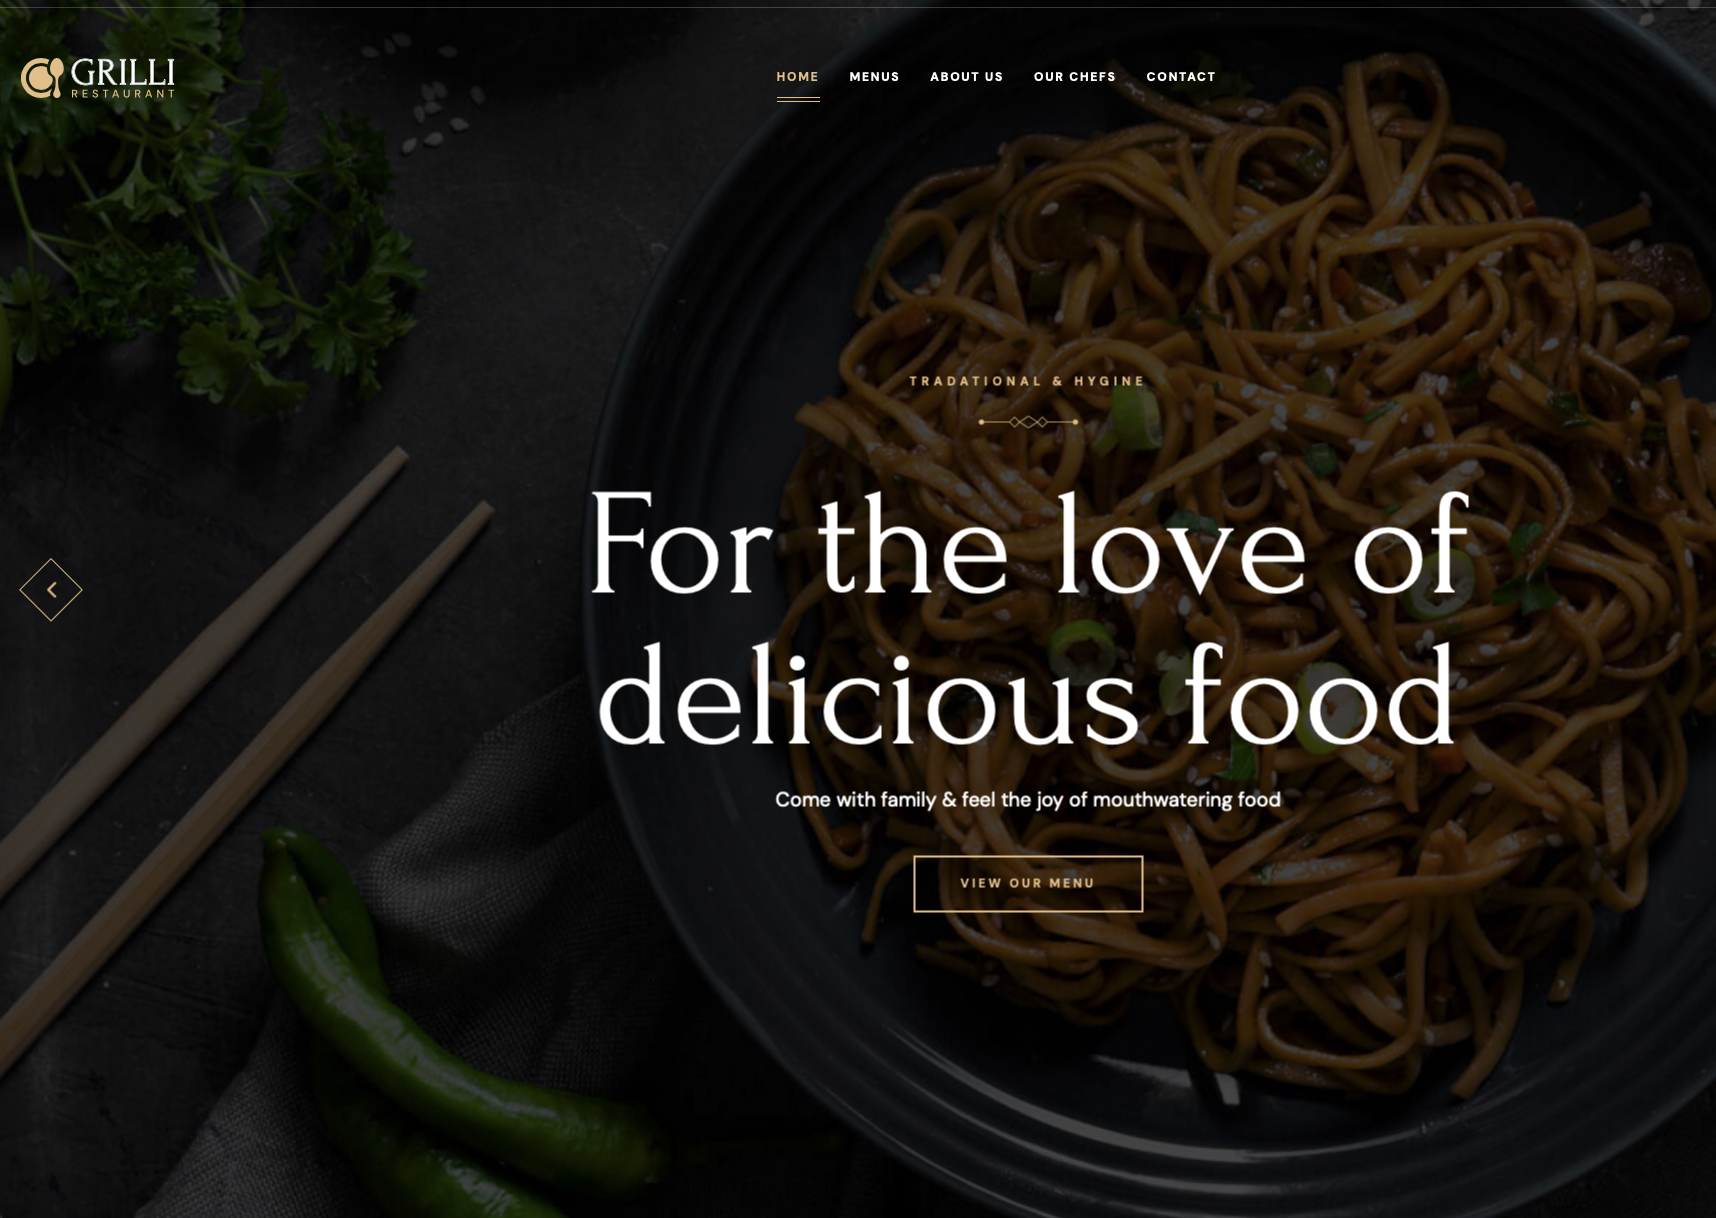 GRILLI
RESTAURANT
HOME MENUS ABOUT US OUR CHEFS CONTACT
TRADATIONAL & HYGINE
For the love of
delicious food
Come with family & feel the joy of mouthwatering food
VIEW OUR MENU